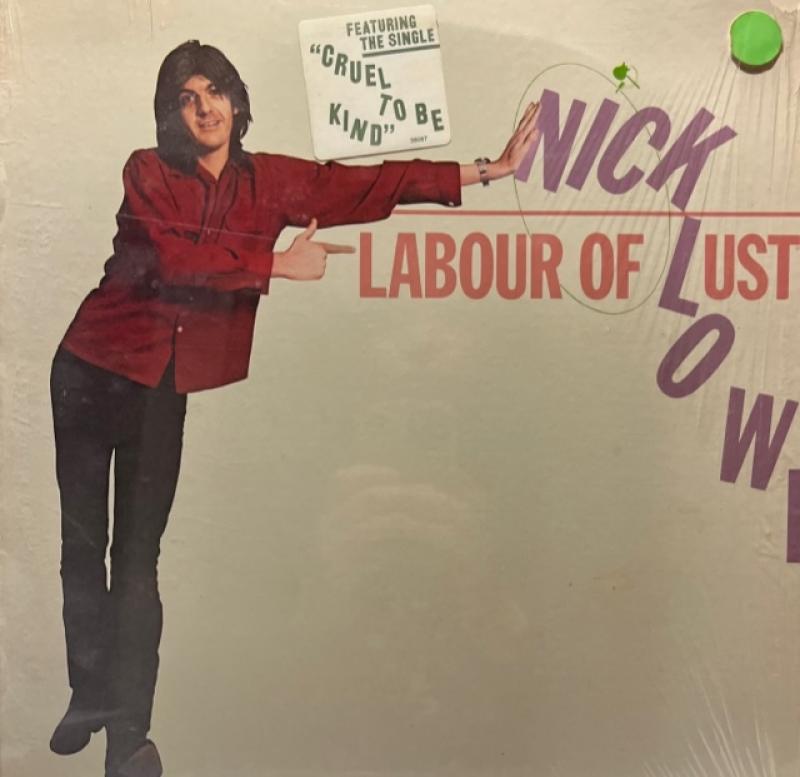 FEATURING
THE SINGLE
"CRUEL
TO BE
KIND"
NICK
LOWE
LABOUR OF LUST